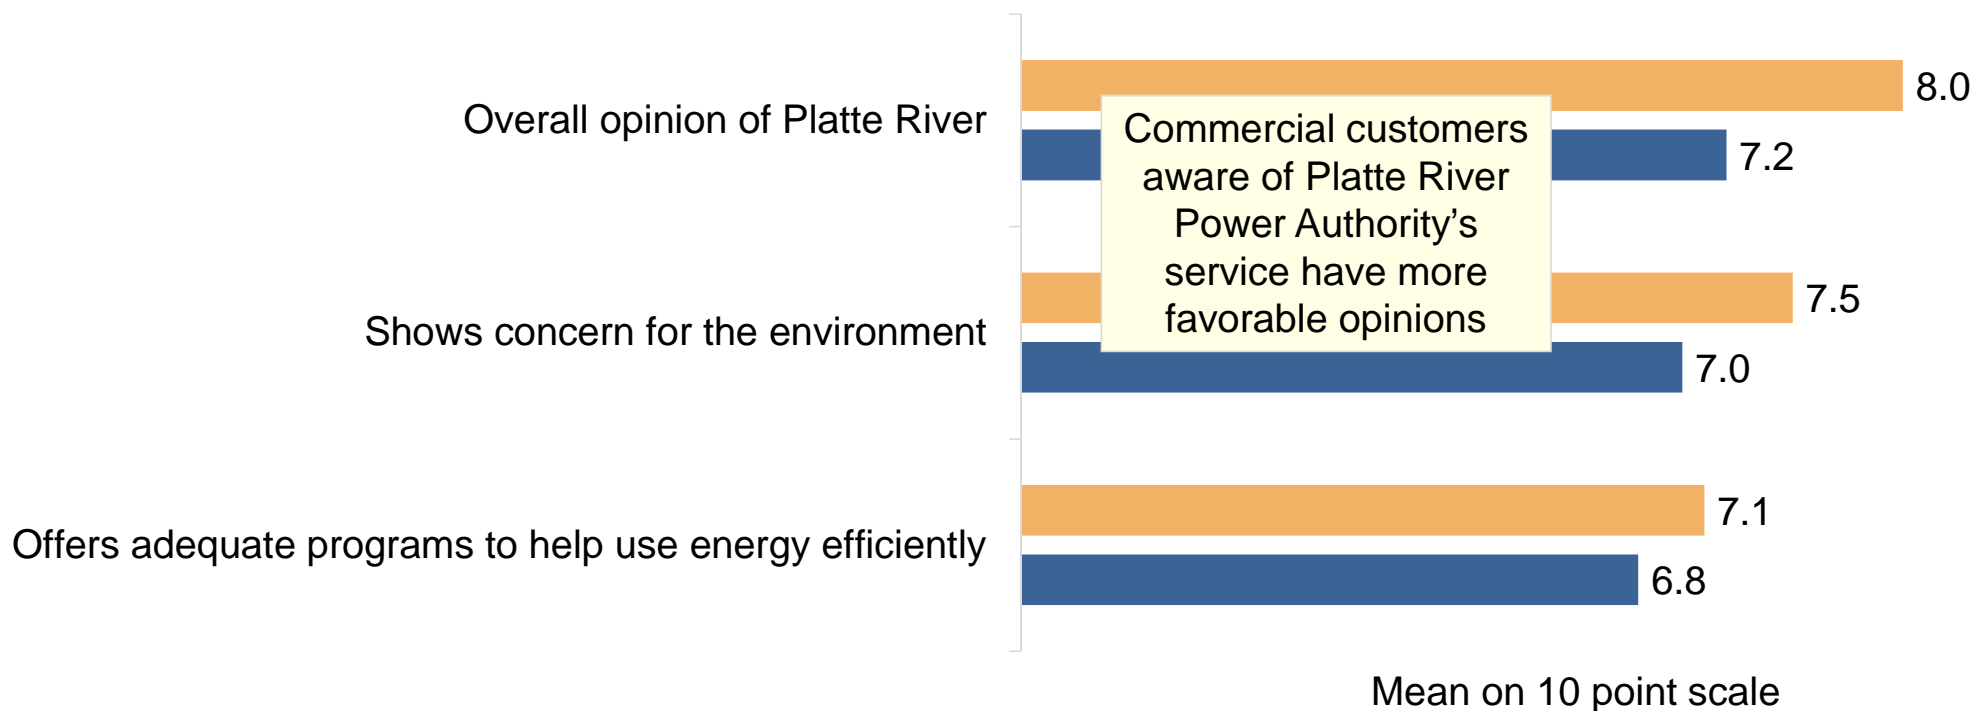 Overall opinion of Platte River
8.0
7.2
Commercial customers
aware of Platte River
Power Authority’s
service have more
favorable opinions
Shows concern for the environment
7.5
7.0
Offers adequate programs to help use energy efficiently
7.1
6.8
Mean on 10 point scale